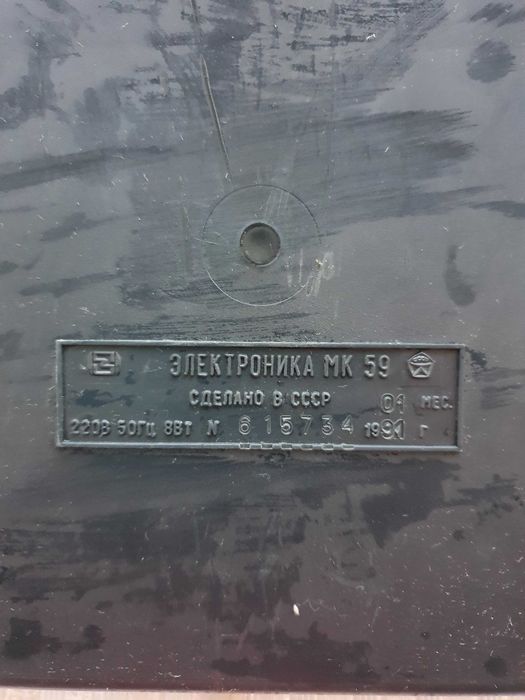 ЭЛЕКТРОНИКА МК 59
СДЕЛАНО В СССР 01 МЕС.
220В 50Гц 8Вт № 615734 1991 г